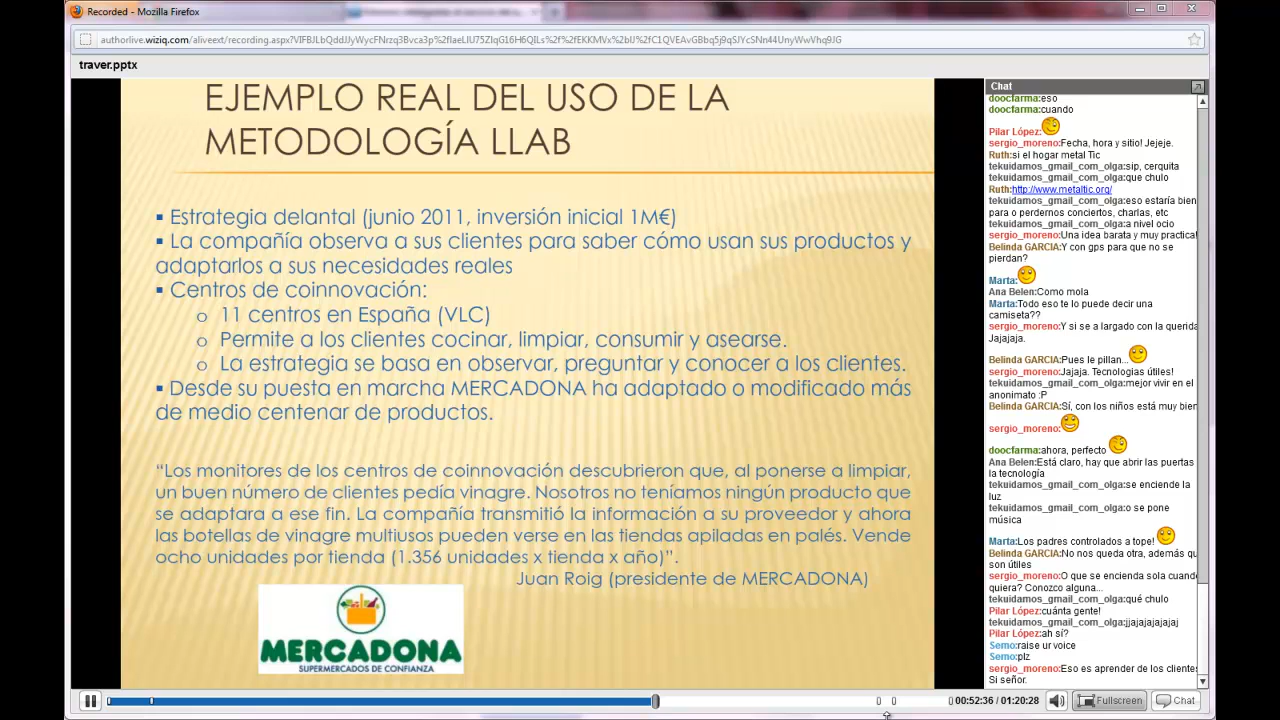 Recorded - Mozilla Firefox
traver.pptx
EJEMPLO REAL DEL USO DE LA
METODOLOGÍA LLAB
▪ Estrategia delantal (junio 2011, inversión inicial 1M€)
▪ La compañía observa a sus clientes para saber cómo usan sus productos y
adaptarlos a sus necesidades reales
▪ Centros de coinnovación:
o 11 centros en España (VLC)
o Permite a los clientes cocinar, limpiar, consumir y asearse.
o La estrategia se basa en observar, preguntar y conocer a los clientes.
▪ Desde su puesta en marcha MERCADONA ha adaptado o modificado más
de medio centenar de productos.
“Los monitores de los centros de coinnovación descubrieron que, al ponerse a limpiar,
un buen número de clientes pedía vinagre. Nosotros no teníamos ningún producto que
se adaptara a ese fin. La compañía transmitió la información a su proveedor y ahora
las botellas de vinagre multiusos pueden verse en las tiendas apiladas en palés. Vende
ocho unidades por tienda (1.356 unidades x tienda x año)”.
Juan Roig (presidente de MERCADONA)
MERCADONA
SUPERMERCADOS DE CONFIANZA
Chat
doocfarma:eso
doocfarma:cuando
Pilar López:
sergio_moreno:Fecha, hora y sitio! Jejeje.
Ruth:si el hogar metal Tic
tekuidamos_gmail_com_olga:sip, cerquita
tekuidamos_gmail_com_olga:que chulo
Ruth:http://www.metaltic.org/
tekuidamos_gmail_com_olga:eso estaría bien
para o perdernos conciertos, charlas, etc
tekuidamos_gmail_com_olga:a nivel ocio
sergio_moreno:Una idea barata y muy practica!
Belinda GARCIA:Y con gps para que no se
pierdan?
Marta:
Ana Belen:Como mola
Marta:Todo eso te lo puede decir una
camiseta??
sergio_moreno:Y si se a largado con la querida
Jajajaja.
Belinda GARCIA:Pues le pillan...
sergio_moreno:Jajaja. Tecnologias útiles!
tekuidamos_gmail_com_olga:mejor vivir en el
anonimato :P
Belinda GARCIA:Sí, con los niños está muy bien
sergio_moreno:
doocfarma:ahora, perfecto
Ana Belen:Está claro, hay que abrir las puertas
la tecnología
tekuidamos_gmail_com_olga:se enciende la
luz
tekuidamos_gmail_com_olga:o se pone
música
Marta:Los padres controlados a tope!
Belinda GARCIA:No nos queda otra, además qu
son útiles
sergio_moreno:O que se encienda sola cuand
quiera? Conozco alguna...
tekuidamos_gmail_com_olga:qué chulo
Pilar López:cuánta gente!
tekuidamos_gmail_com_olga:jjajajajajaj
Pilar López:ah sí?
Semo:raise ur voice
Semo:plz
sergio_moreno:Eso es aprender de los cliente
Si señor.
00:52:36 / 01:20:28
Fullscreen
Chat